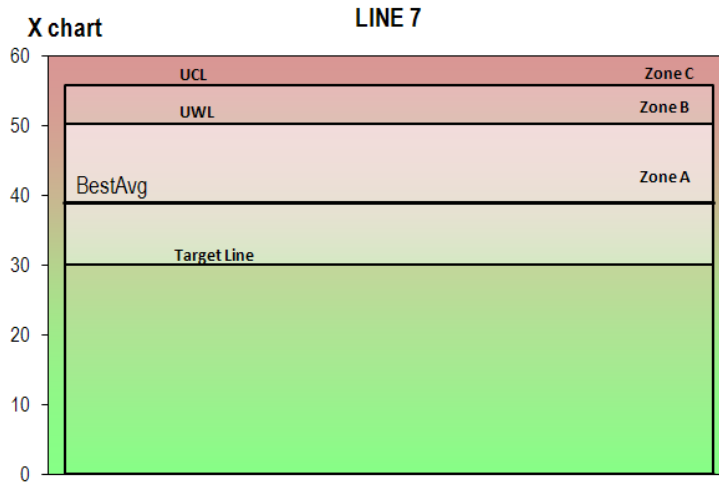 LINE 7
X chart
60
UCL
Zone C
UWL
Zone B
50
Zone A
BestAvg
40
Target Line
30
20
10
0